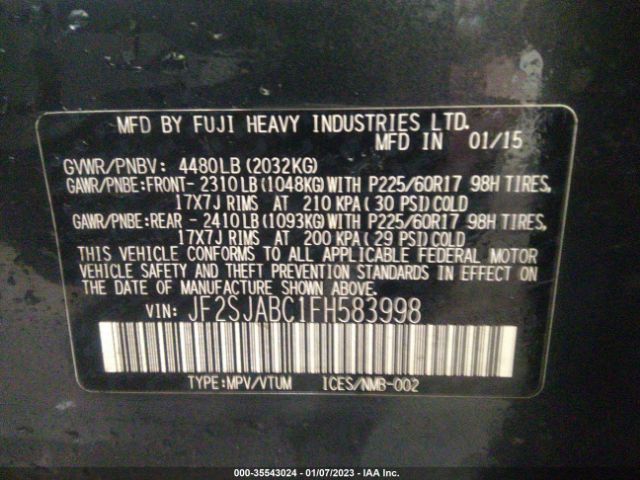 MFD BY FUJI HEAVY INDUSTRIES LTD.
MFD IN 01/15
GVWR/PNBV: 4480LB (2032KG)
GAWR/PNBE:FRONT- 2310LB(1048KG)WITH P225/60R17 98H TIRES,
17X7J RIMS AT 210 KPA(30 PSI)COLD
GAWR/PNBE:REAR - 2410LB(1093KG)WITH P225/60R17 98H TIRES,
17X7J RIMS AT 200 KPA(29 PSI)COLD
THIS VEHICLE CONFORMS TO ALL APPLICABLE FEDERAL MOTOR
VEHICLE SAFETY AND THEFT PREVENTION STANDARDS IN EFFECT ON
THE DATE OF MANUFACTURE SHOWN ABOVE.
VIN: JF2SJABC1FH583998
TYPE:MPV/VTUM ICES/NMB-002
000-35543024 - 01/07/2023 - IAA Inc.